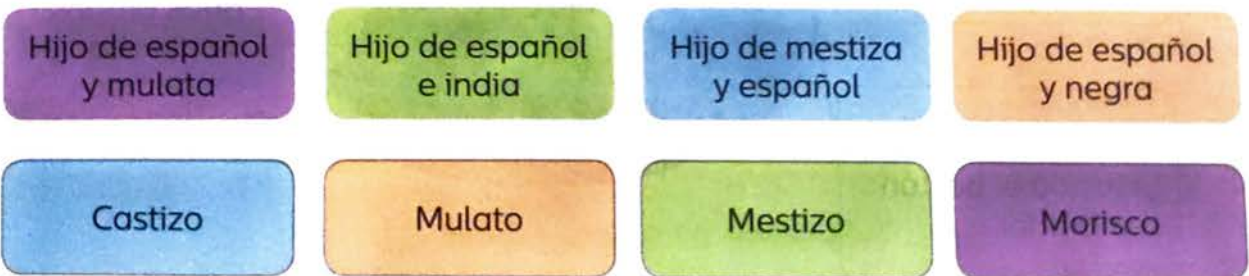 Hijo de español
y mulata
Hijo de español
e india
Hijo de mestiza
y español
Hijo de español
y negra
Castizo
Mulato
Mestizo
Morisco